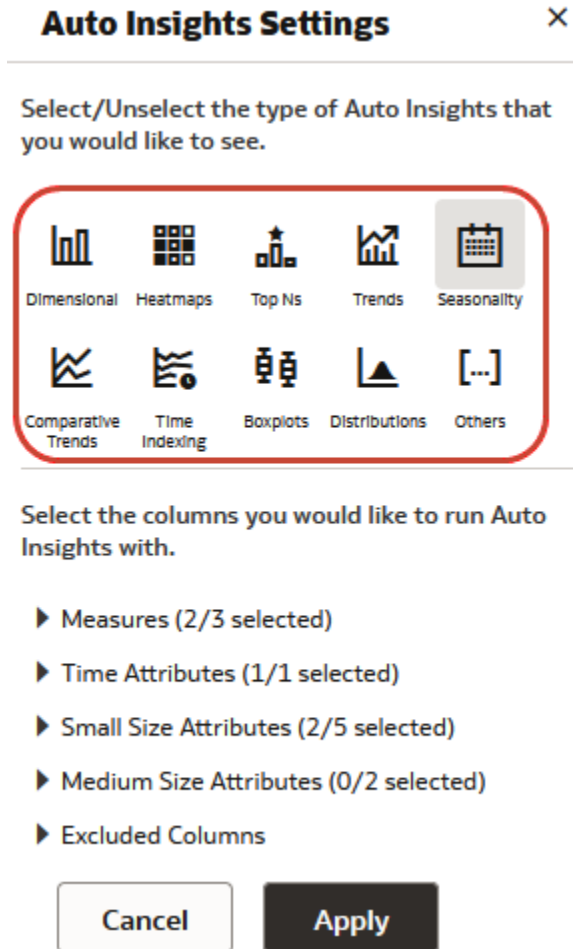 Auto Insights Settings
Select/Unselect the type of Auto Insights that
you would like to see.
Dimensional Heatmaps Top Ns Trends Seasonality
Comparative Time Boxplots Distributions Others
Trends Indexing
Select the columns you would like to run Auto
Insights with.
Measures (2/3 selected)
Time Attributes (1/1 selected)
Small Size Attributes (2/5 selected)
Medium Size Attributes (0/2 selected)
Excluded Columns
Cancel Apply